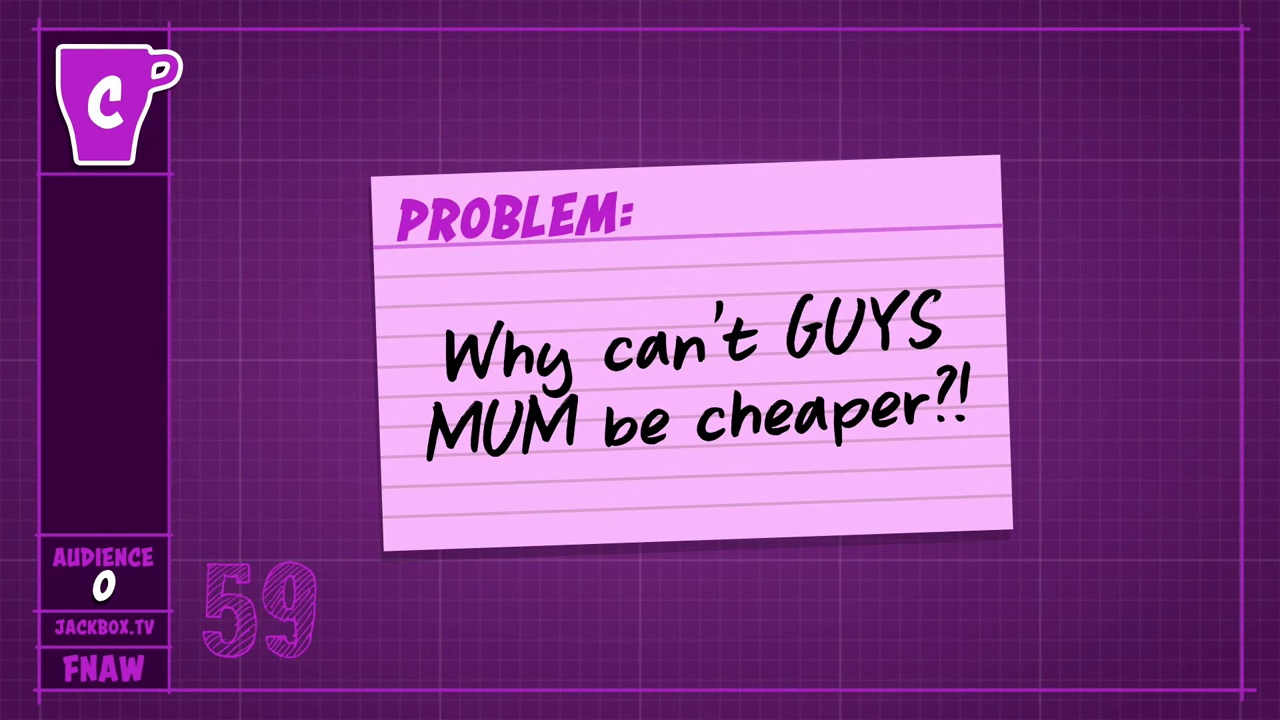 C
PROBLEM:
Why can't GUYS
MUM be cheaper?!
AUDIENCE
0
JACKBOX.TV
FNAW
59